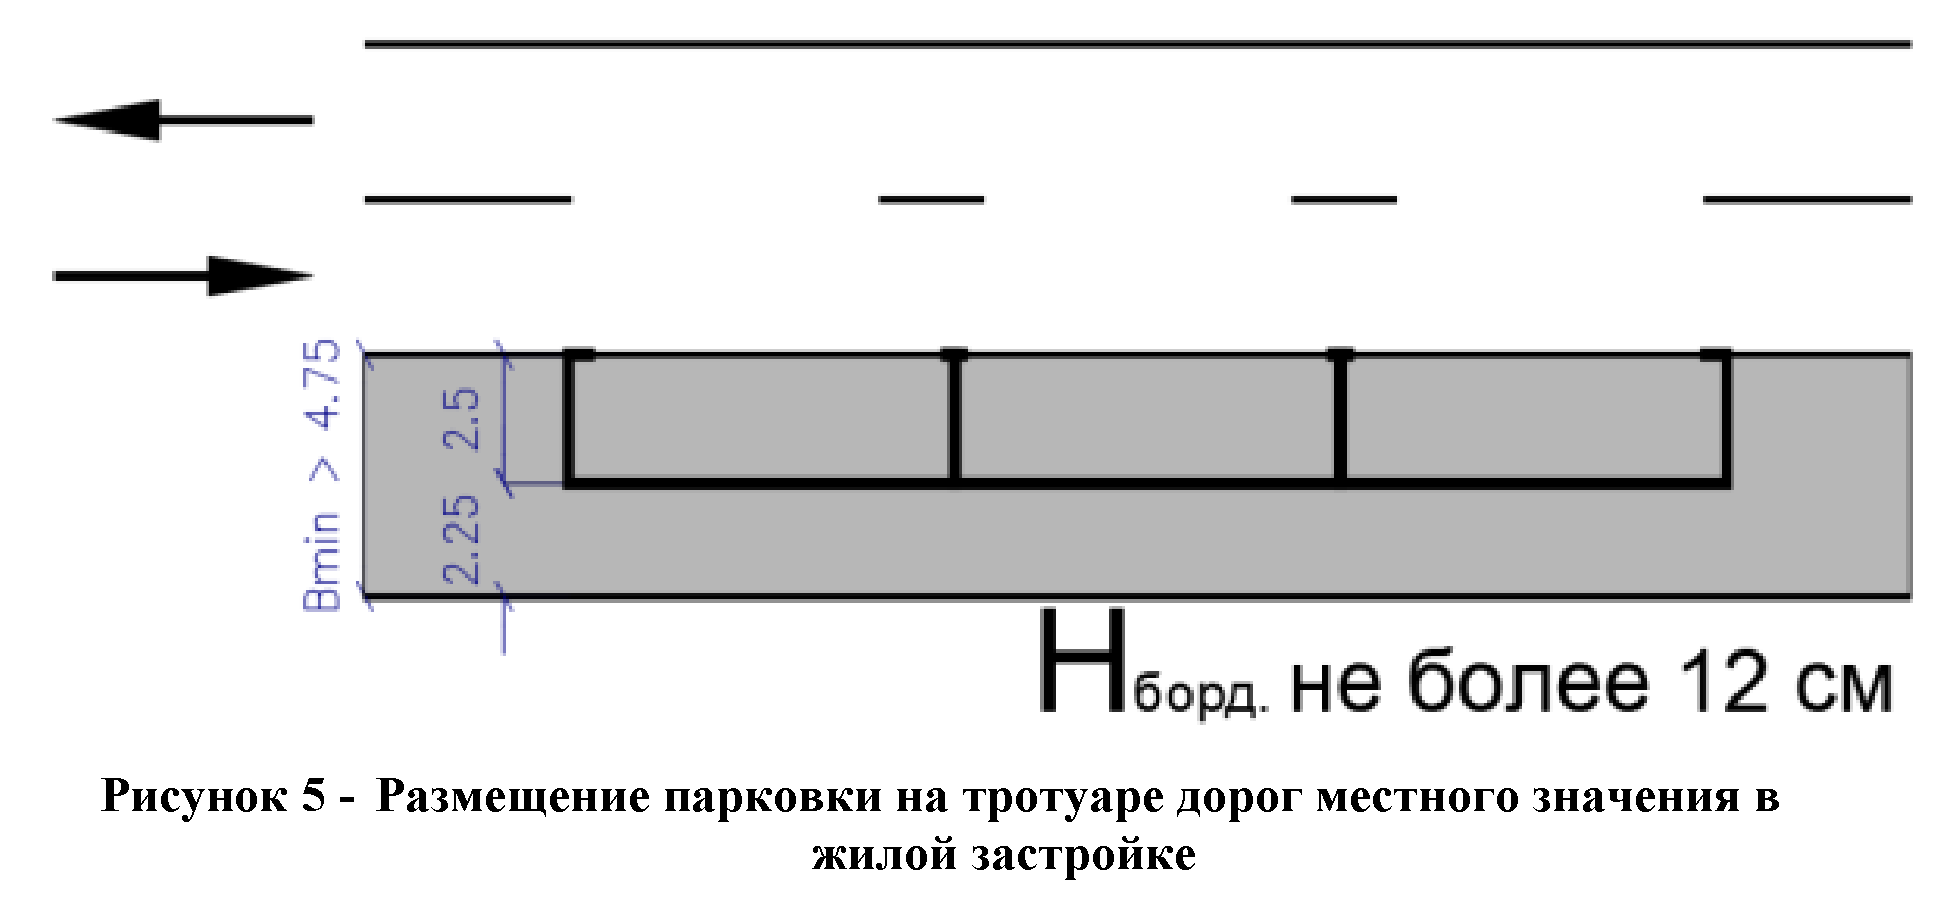 Bmin > 4.75
2.5
2.25
Hборд. не более 12 см
Рисунок 5 - Размещение парковки на тротуаре дорог местного значения в
жилой застройке